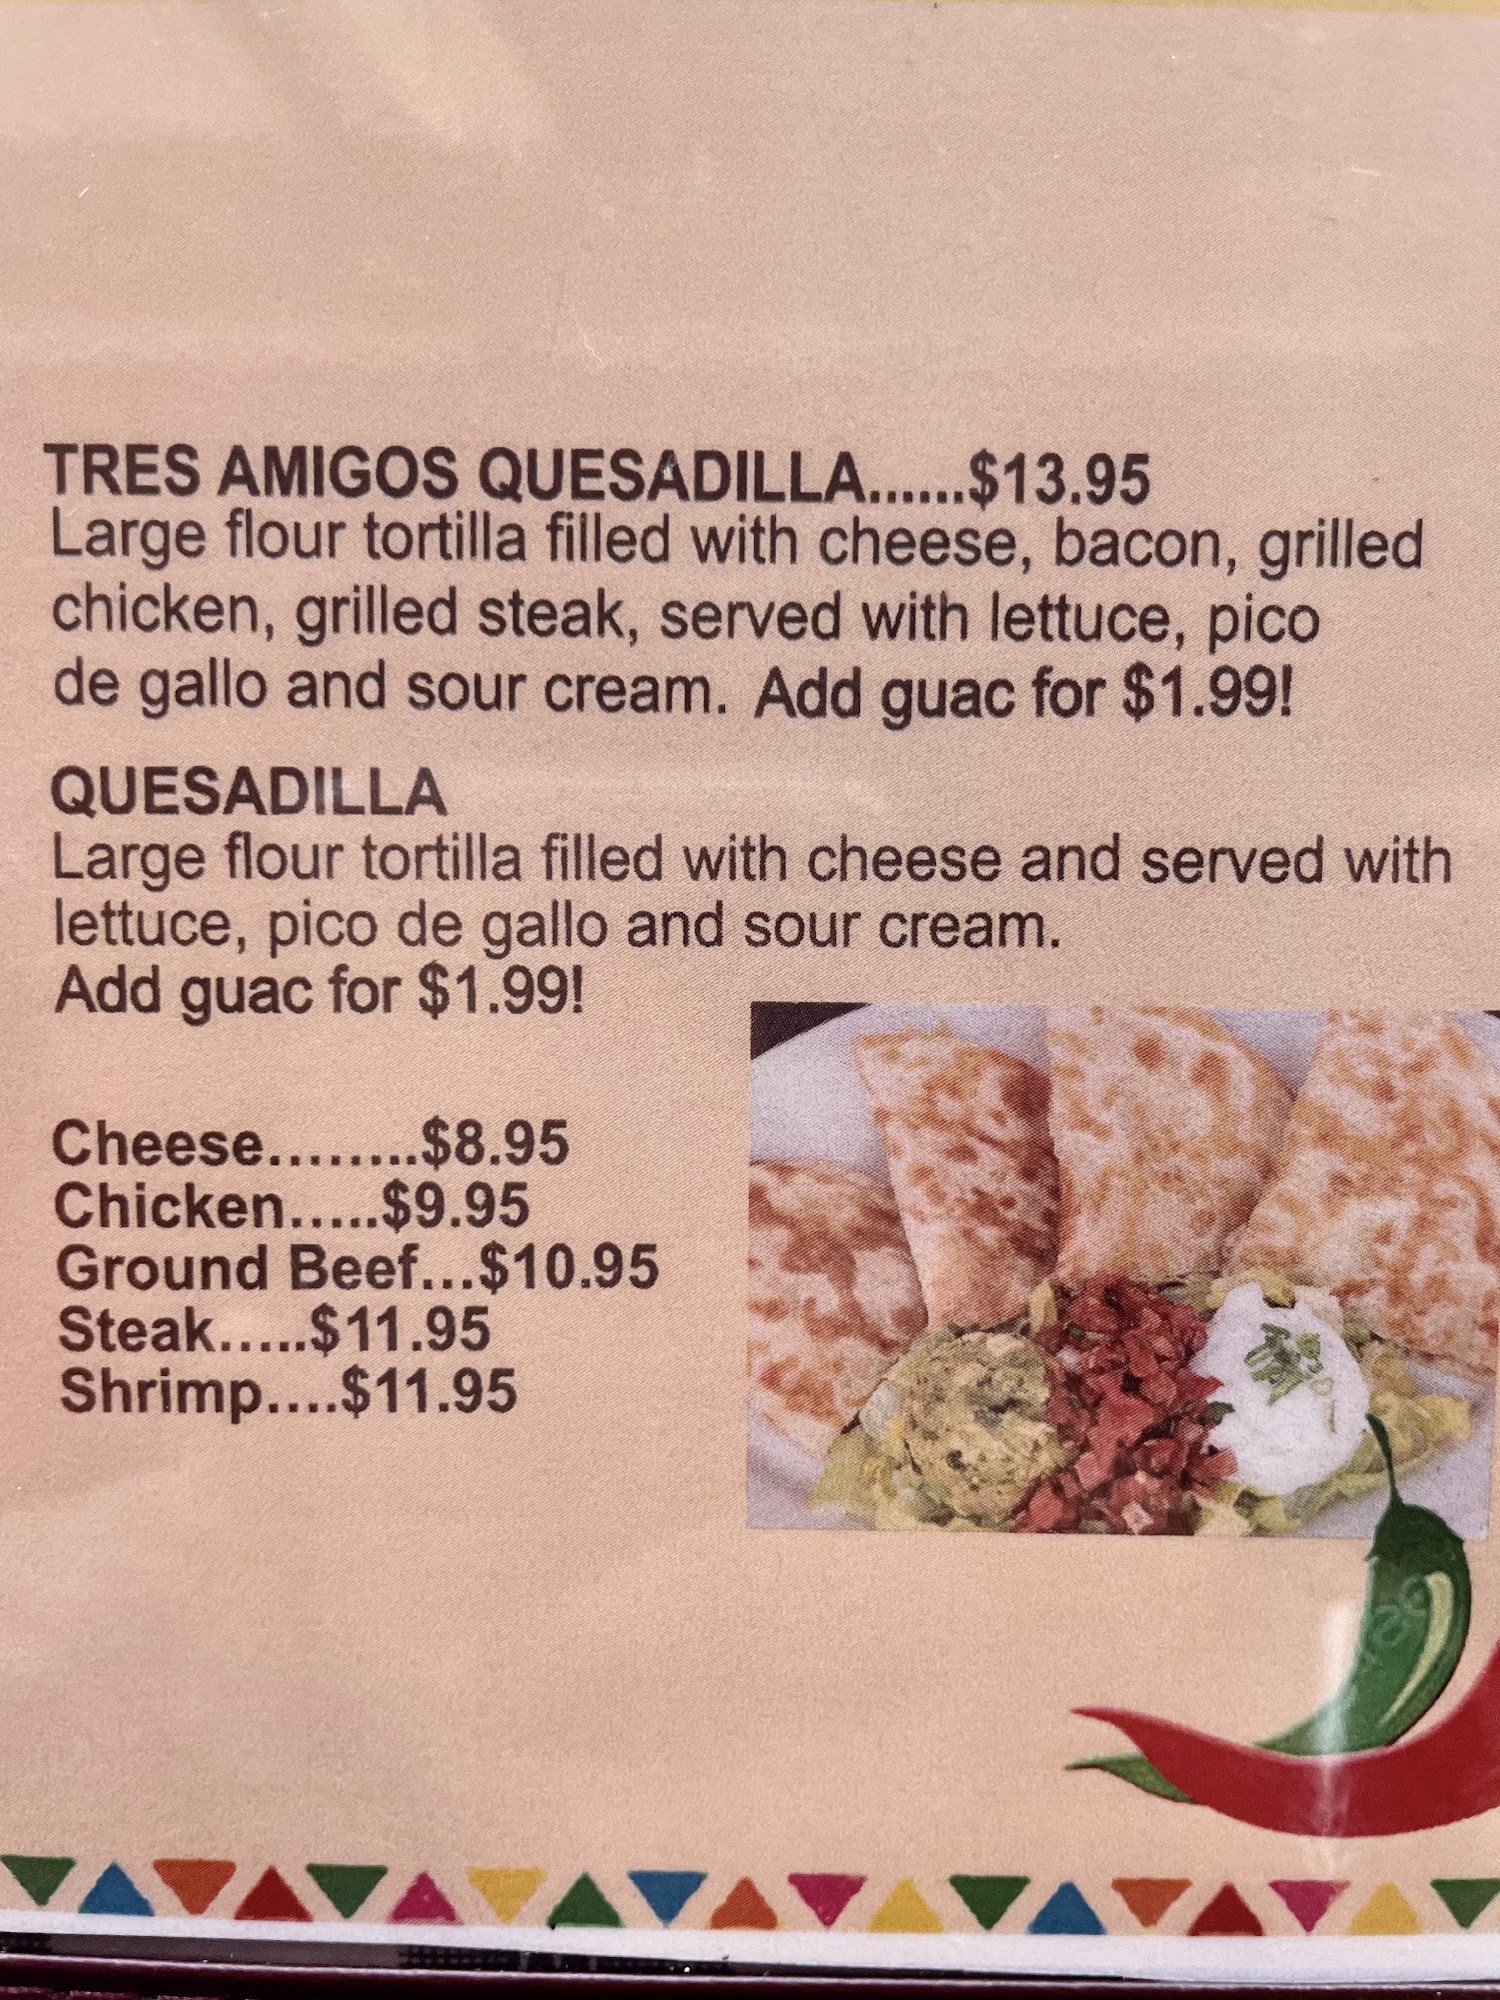 TRES AMIGOS QUESADILLA......$13.95
Large flour tortilla filled with cheese, bacon, grilled
chicken, grilled steak, served with lettuce, pico
de gallo and sour cream. Add guac for $1.99!
QUESADILLA
Large flour tortilla filled with cheese and served with
lettuce, pico de gallo and sour cream.
Add guac for $1.99!
Cheese........$8.95
Chicken.....$9.95
Ground Beef...$10.95
Steak.....$11.95
Shrimp....$11.95